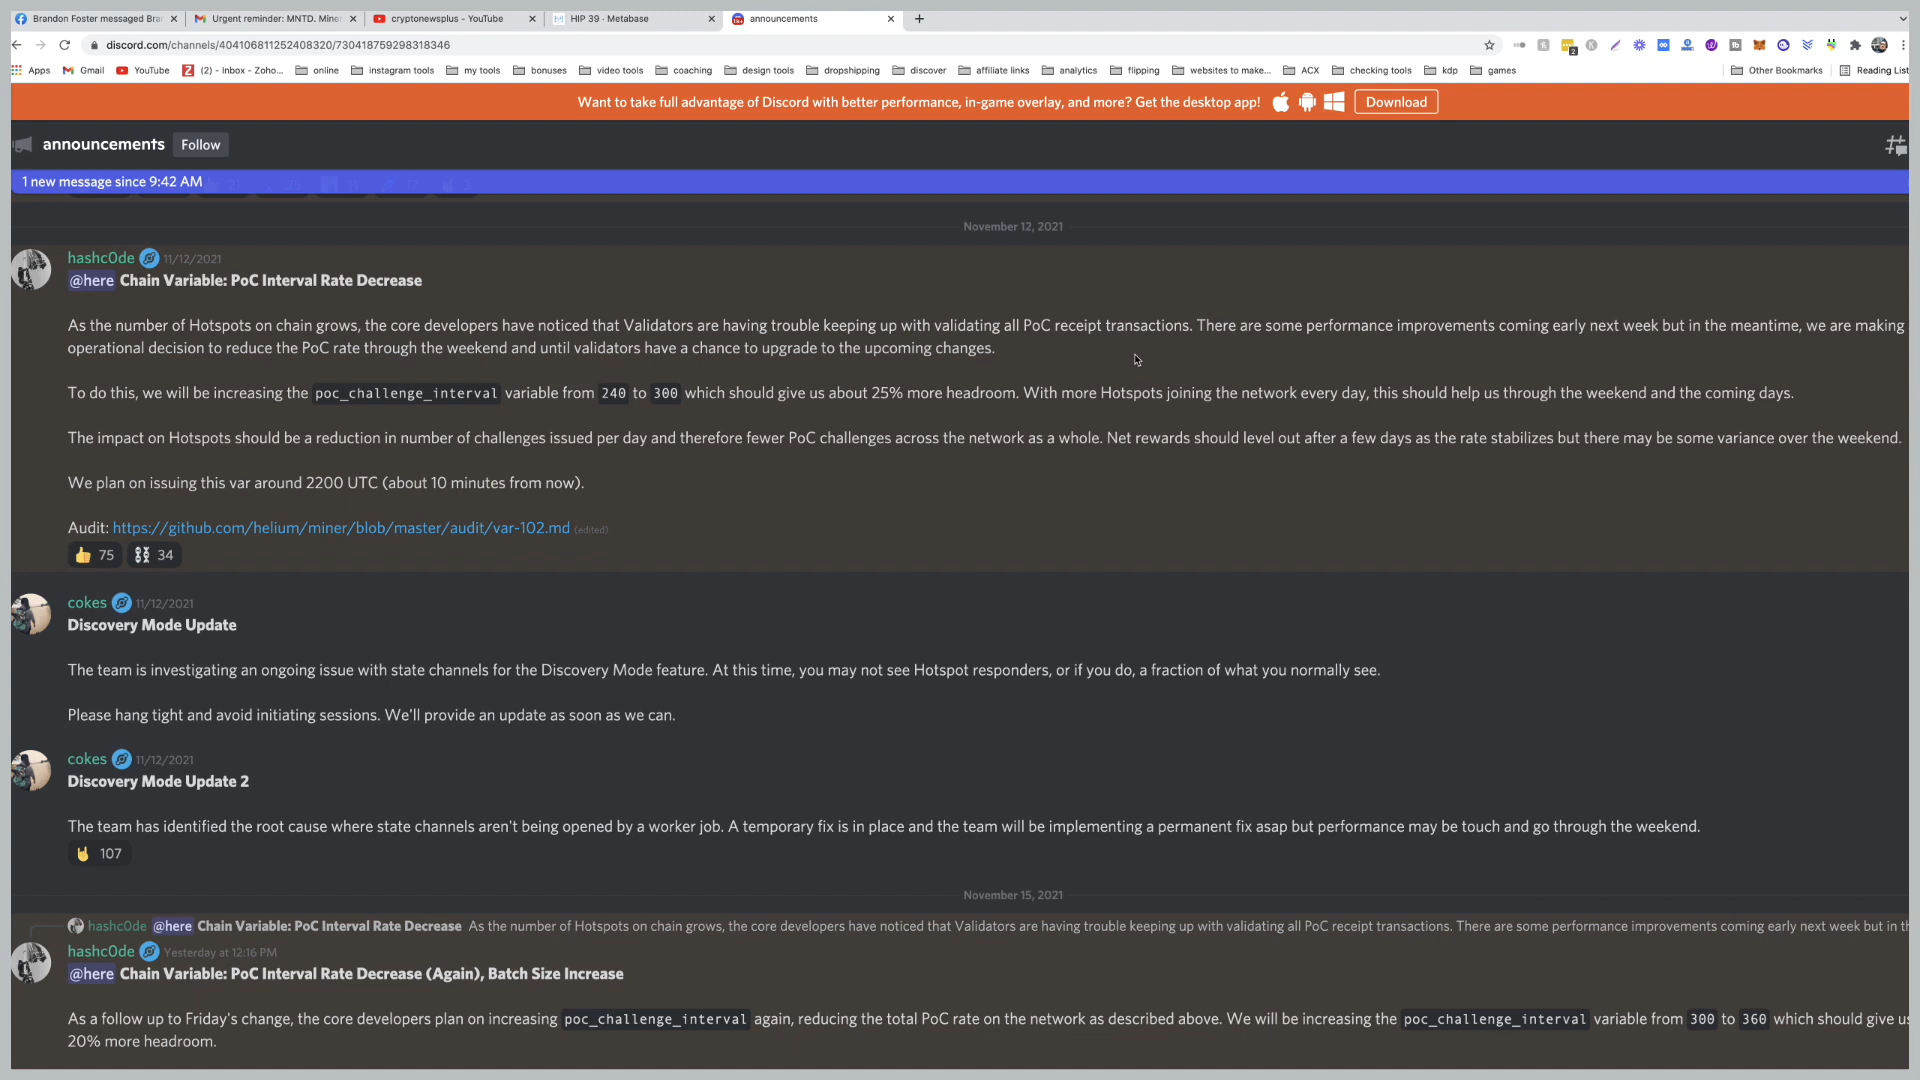 Brandon Foster messaged Bran
Urgent reminder: MNTD. Miner
cryptonewsplus - YouTube
HIP 39 · Metabase
announcements
discord.com/channels/404106811252408320/730418759298318346
2
Apps
Gmail
YouTube
(2) - Inbox - Zoho...
online
instagram tools
my tools
bonuses
video tools
coaching
design tools
dropshipping
discover
affiliate links
analytics
flipping
websites to make...
ACX
checking tools
kdp
games
Other Bookmarks
Reading List
Want to take full advantage of Discord with better performance, in-game overlay, and more? Get the desktop app!
Download
announcements
Follow
1 new message since 9:42 AM
November 12, 2021
hashc0de 11/12/2021
@here Chain Variable: PoC Interval Rate Decrease
As the number of Hotspots on chain grows, the core developers have noticed that Validators are having trouble keeping up with validating all PoC receipt transactions. There are some performance improvements coming early next week but in the meantime, we are making
operational decision to reduce the PoC rate through the weekend and until validators have a chance to upgrade to the upcoming changes.
To do this, we will be increasing the poc_challenge_interval variable from 240 to 300 which should give us about 25% more headroom. With more Hotspots joining the network every day, this should help us through the weekend and the coming days.
The impact on Hotspots should be a reduction in number of challenges issued per day and therefore fewer PoC challenges across the network as a whole. Net rewards should level out after a few days as the rate stabilizes but there may be some variance over the weekend.
We plan on issuing this var around 2200 UTC (about 10 minutes from now).
Audit: https://github.com/helium/miner/blob/master/audit/var-102.md (edited)
75 34
cokes 11/12/2021
Discovery Mode Update
The team is investigating an ongoing issue with state channels for the Discovery Mode feature. At this time, you may not see Hotspot responders, or if you do, a fraction of what you normally see.
Please hang tight and avoid initiating sessions. We'll provide an update as soon as we can.
cokes 11/12/2021
Discovery Mode Update 2
The team has identified the root cause where state channels aren't being opened by a worker job. A temporary fix is in place and the team will be implementing a permanent fix asap but performance may be touch and go through the weekend.
107
November 15, 2021
hashc0de @here Chain Variable: PoC Interval Rate Decrease As the number of Hotspots on chain grows, the core developers have noticed that Validators are having trouble keeping up with validating all PoC receipt transactions. There are some performance improvements coming early next week but in th
hashc0de Yesterday at 12:16 PM
@here Chain Variable: PoC Interval Rate Decrease (Again), Batch Size Increase
As a follow up to Friday's change, the core developers plan on increasing poc_challenge_interval again, reducing the total PoC rate on the network as described above. We will be increasing the poc_challenge_interval variable from 300 to 360 which should give us
20% more headroom.